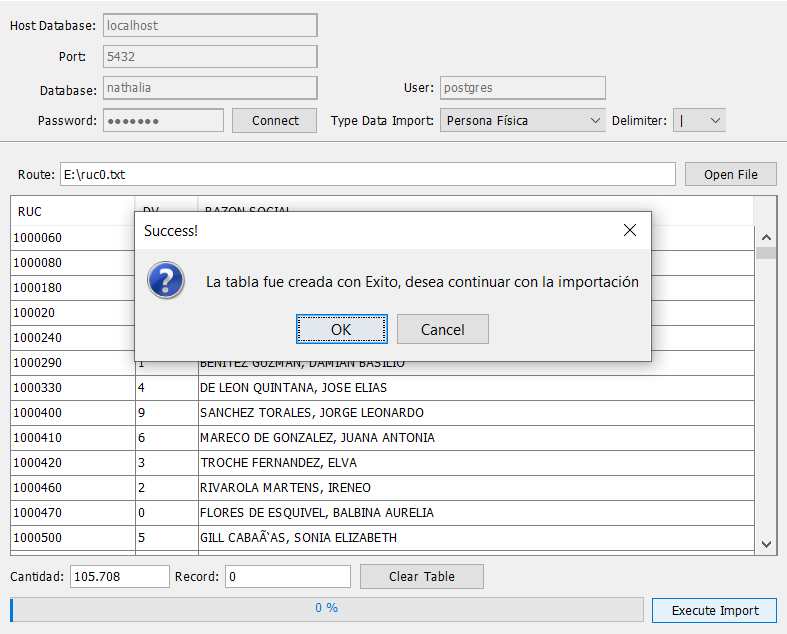 Host Database: localhost
Port: 5432
Database: nathalia User: postgres
Password: ●●●●●●● Connect Type Data Import: Persona Física Delimiter: |
Route: E:\ruc0.txt Open File
RUC DV RAZON SOCIAL
Success!
1000060
1000080
La tabla fue creada con Exito, desea continuar con la importación
1000180
100020
OK Cancel
1000240
1000290 1 BENITEZ GUZMAN, DAMIAN BASILIO
1000330 4 DE LEON QUINTANA, JOSE ELIAS
1000400 9 SANCHEZ TORALES, JORGE LEONARDO
1000410 6 MARECO DE GONZALEZ, JUANA ANTONIA
1000420 3 TROCHE FERNANDEZ, ELVA
1000460 2 RIVAROLA MARTENS, IRENEO
1000470 0 FLORES DE ESQUIVEL, BALBINA AURELIA
1000500 5 GILL CABAÃ‘AS, SONIA ELIZABETH
Cantidad: 105.708 Record: 0 Clear Table
0 % Execute Import